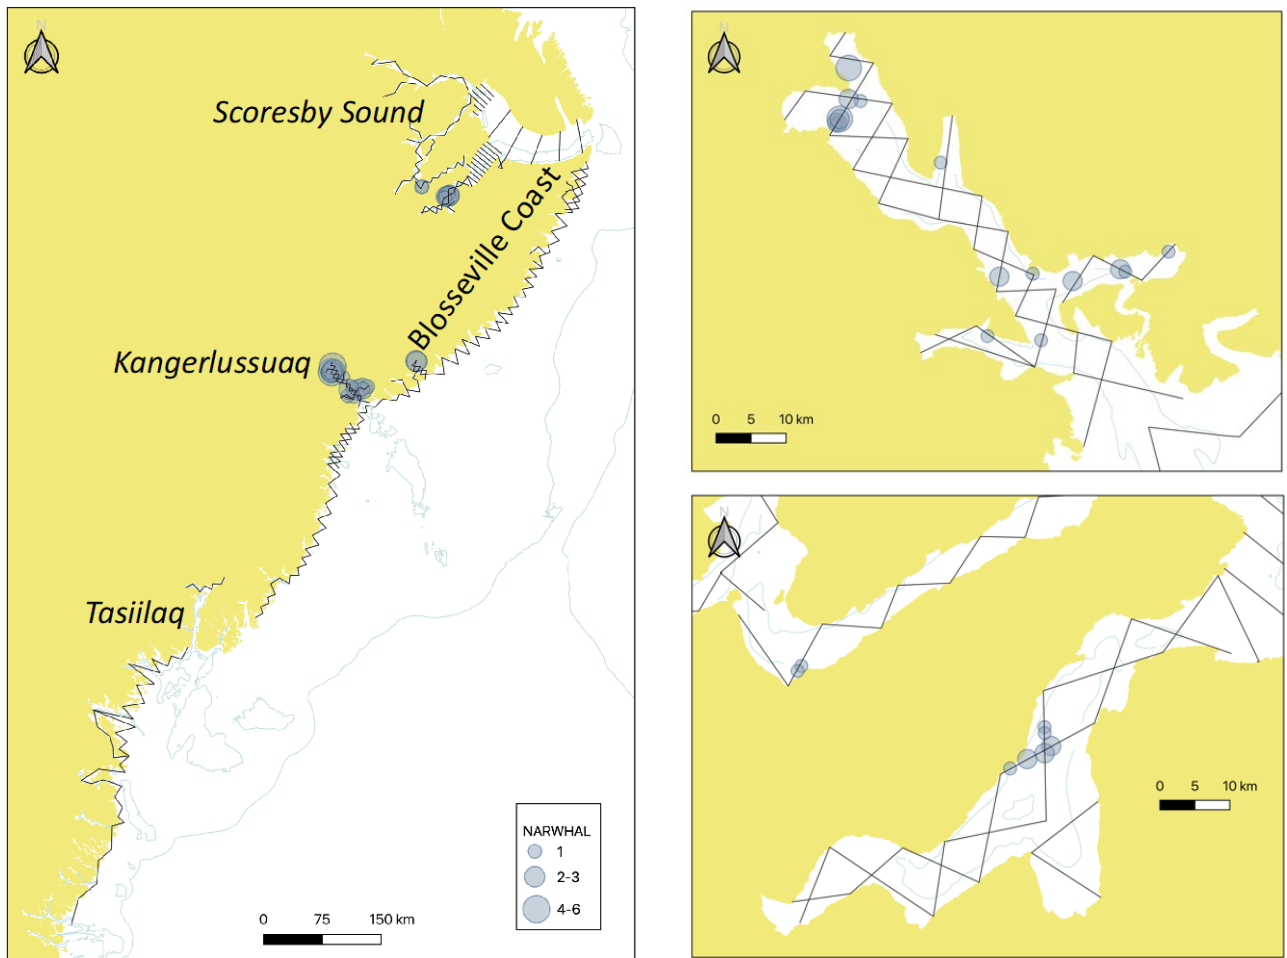 N
Scoresby Sound
Blosseville Coast
Kangerlussuaq
Tasiilaq
NARWHAL
1
2-3
4-6
0 75 150 km
N
0 5 10 km
N
0 5 10 km